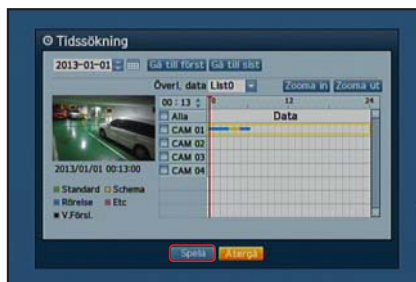 Tidssökning
2013-01-01 Gå till först Gå till sist
Överl. data List0 Zooma in Zooma ut
00 : 13 0 12 24
Alla Data
CAM 01
CAM 02
CAM 03
CAM 04
2013/01/01 00:13:00
Standard Schema
Rörelse Etc
V.Försl.
Spela Återgå